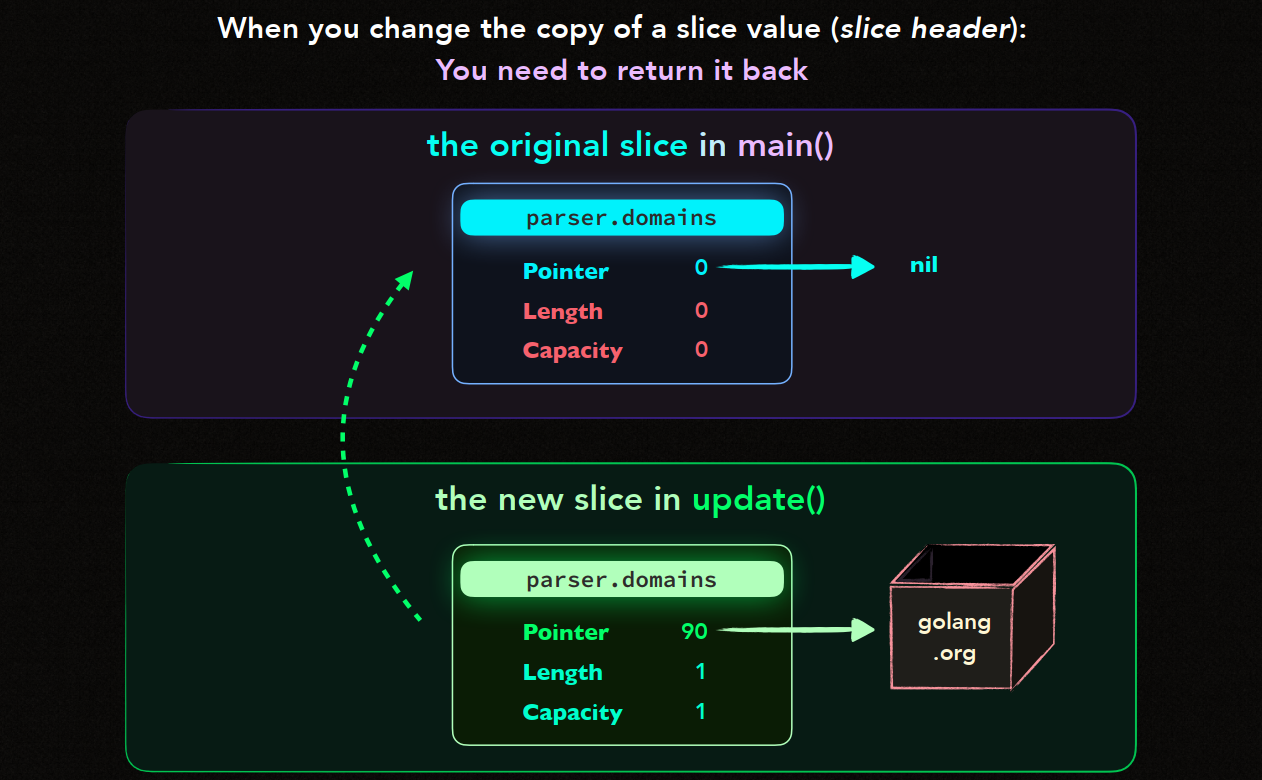 When you change the copy of a slice value (slice header):
You need to return it back
the original slice in main()
parser.domains
Pointer 0 nil
Length 0
Capacity 0
the new slice in update()
parser.domains
Pointer 90
Length 1
Capacity 1
golang
.org